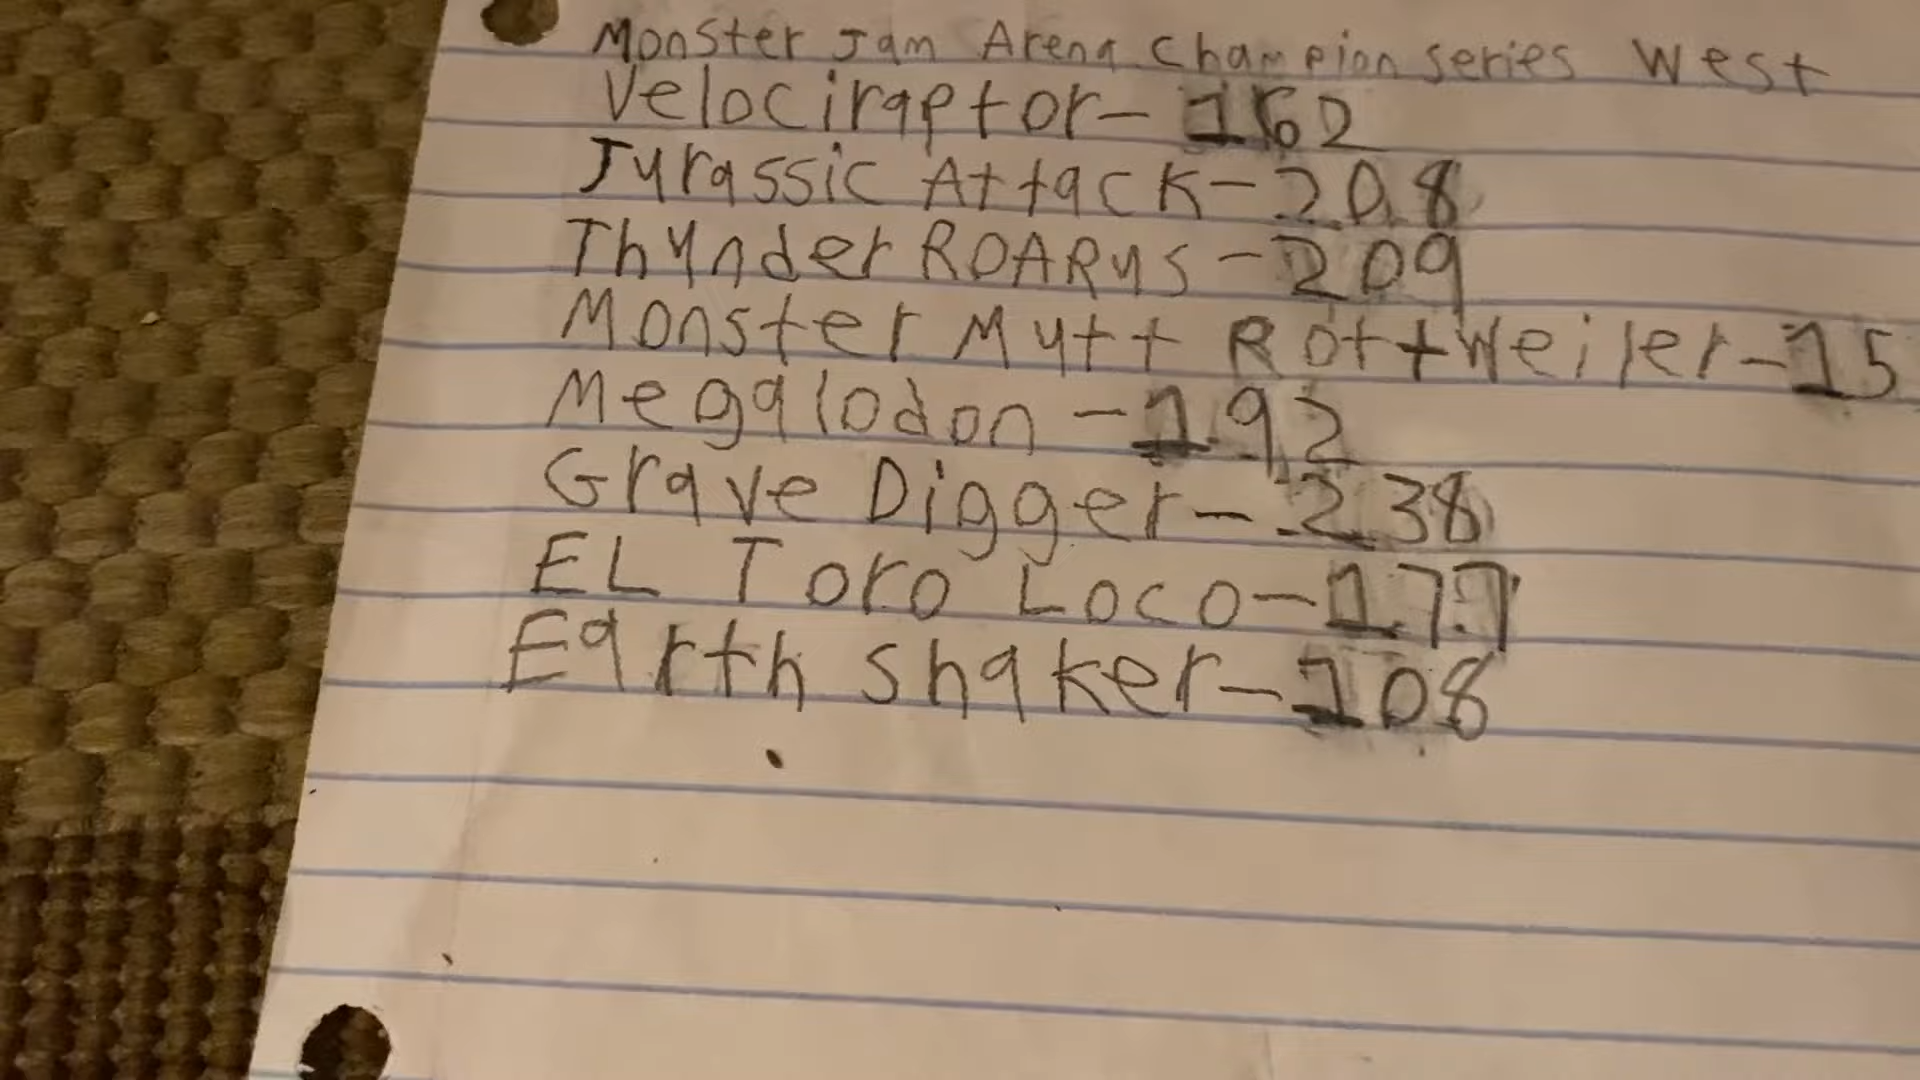 Monster Jam Arena Champion series West
Velociraptor- 162
Jurassic Attack-208
Thunder ROARus-209
Monster Mutt Rottweiler-15
Megalodon-192
Grave Digger-238
EL Toro Loco-177
Earth shaker-108